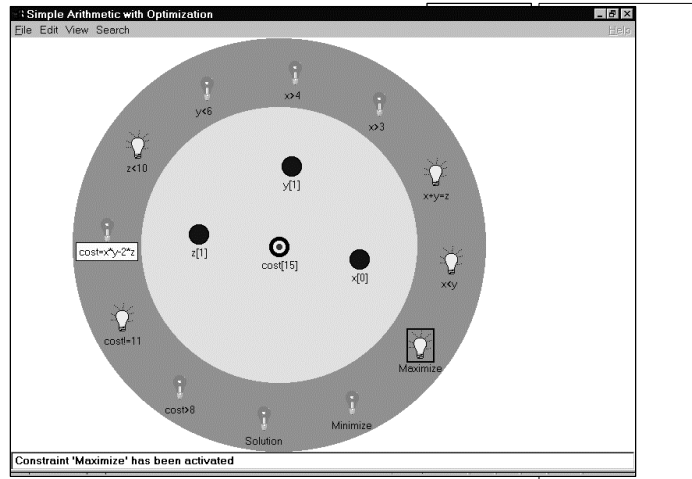 Simple Arithmetic with Optimization
File Edit View Search Help
x>4
y<6
x>3
z<10
x+y=z
y[1]
cost=x*y-2*z
z[1]
cost[15]
x[0]
x<y
cost!=11
Maximize
cost>8
Minimize
Solution
Constraint 'Maximize' has been activated